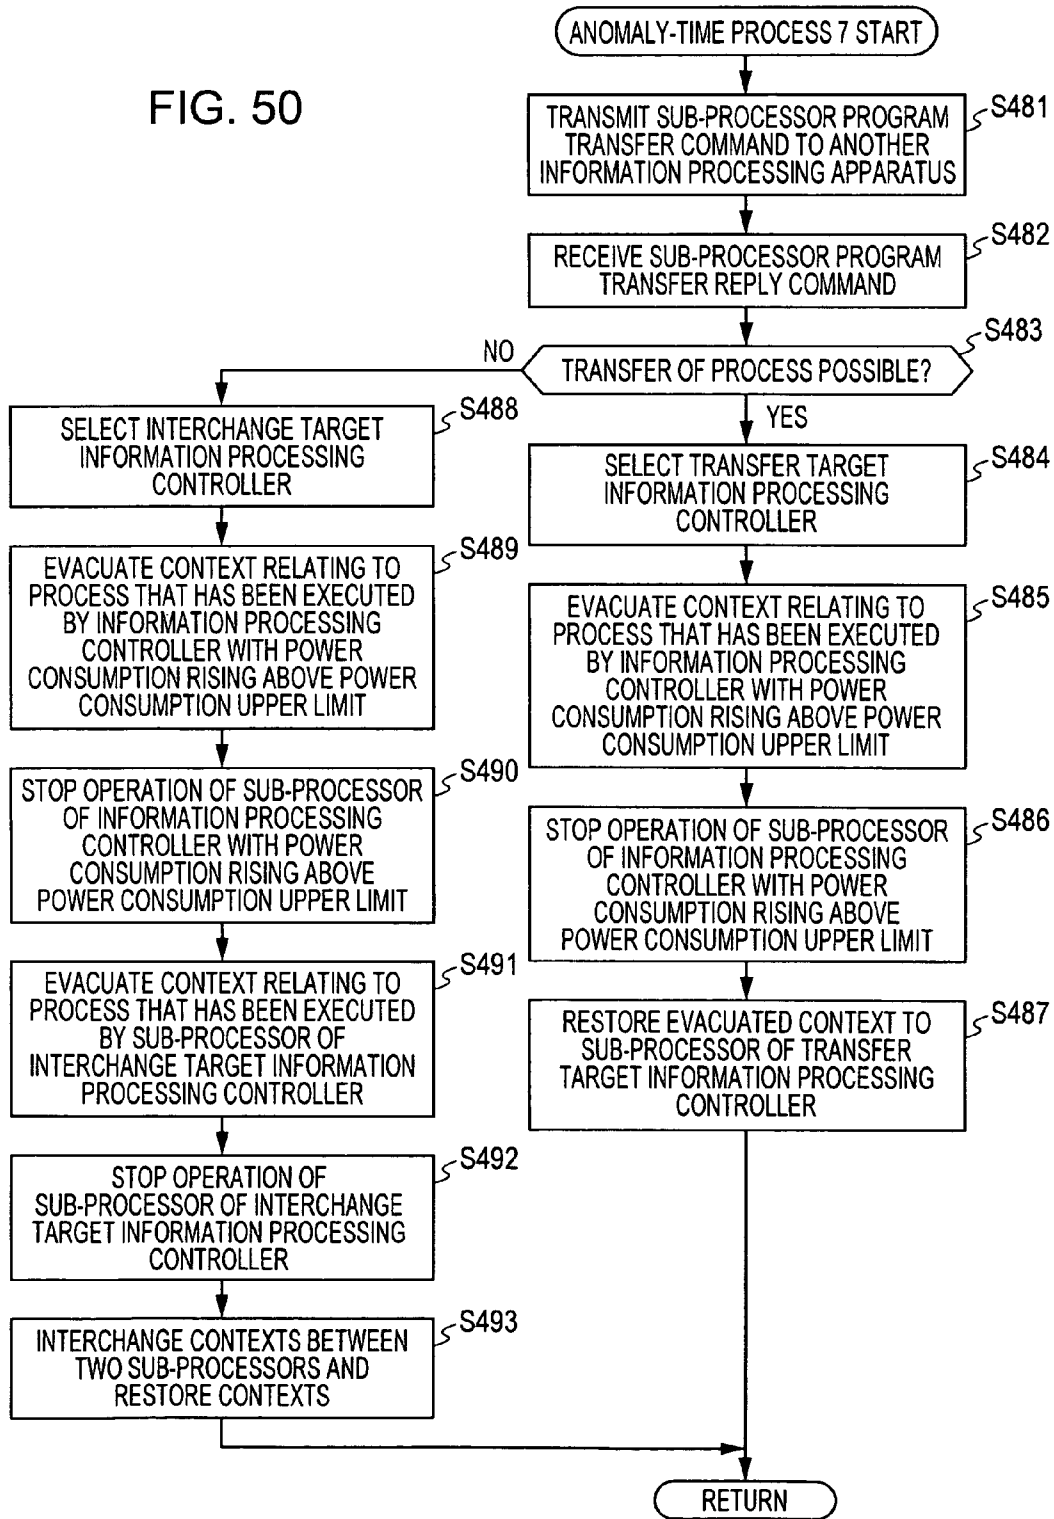 FIG. 50
ANOMALY-TIME PROCESS 7 START
S481
TRANSMIT SUB-PROCESSOR PROGRAM
TRANSFER COMMAND TO ANOTHER
INFORMATION PROCESSING APPARATUS
S482
RECEIVE SUB-PROCESSOR PROGRAM
TRANSFER REPLY COMMAND
S483
TRANSFER OF PROCESS POSSIBLE?
NO
YES
S484
SELECT TRANSFER TARGET
INFORMATION PROCESSING
CONTROLLER
S485
EVACUATE CONTEXT RELATING TO
PROCESS THAT HAS BEEN EXECUTED
BY INFORMATION PROCESSING
CONTROLLER WITH POWER
CONSUMPTION RISING ABOVE POWER
CONSUMPTION UPPER LIMIT
S486
STOP OPERATION OF SUB-PROCESSOR
OF INFORMATION PROCESSING
CONTROLLER WITH POWER
CONSUMPTION RISING ABOVE
POWER CONSUMPTION UPPER LIMIT
S487
RESTORE EVACUATED CONTEXT TO
SUB-PROCESSOR OF TRANSFER
TARGET INFORMATION PROCESSING
CONTROLLER
S488
SELECT INTERCHANGE TARGET
INFORMATION PROCESSING
CONTROLLER
S489
EVACUATE CONTEXT RELATING TO
PROCESS THAT HAS BEEN EXECUTED
BY INFORMATION PROCESSING
CONTROLLER WITH POWER
CONSUMPTION RISING ABOVE POWER
CONSUMPTION UPPER LIMIT
S490
STOP OPERATION OF SUB-PROCESSOR
OF INFORMATION PROCESSING
CONTROLLER WITH POWER
CONSUMPTION RISING ABOVE
POWER CONSUMPTION UPPER LIMIT
S491
EVACUATE CONTEXT RELATING TO
PROCESS THAT HAS BEEN EXECUTED
BY SUB-PROCESSOR OF
INTERCHANGE TARGET INFORMATION
PROCESSING CONTROLLER
S492
STOP OPERATION OF
SUB-PROCESSOR OF INTERCHANGE
TARGET INFORMATION PROCESSING
CONTROLLER
S493
INTERCHANGE CONTEXTS BETWEEN
TWO SUB-PROCESSORS AND
RESTORE CONTEXTS
RETURN